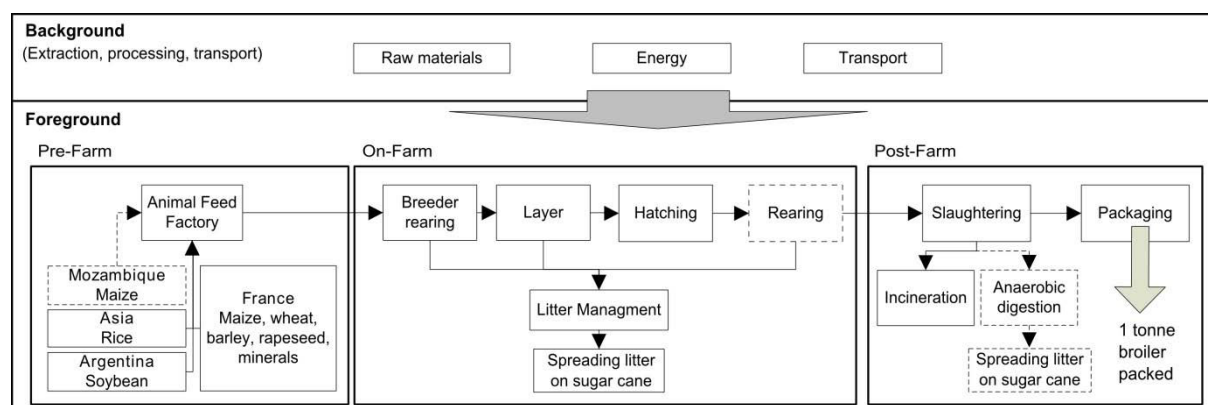 Background
(Extraction, processing, transport)
Raw materials
Energy
Transport
Foreground
Pre-Farm
On-Farm
Post-Farm
Animal Feed
Factory
Mozambique
Maize
Asia
Rice
Argentina
Soybean
France
Maize, wheat,
barley, rapeseed,
minerals
Breeder
rearing
Layer
Hatching
Rearing
Litter Managment
Spreading litter
on sugar cane
Slaughtering
Packaging
Incineration
Anaerobic
digestion
Spreading litter
on sugar cane
1 tonne
broiler
packed